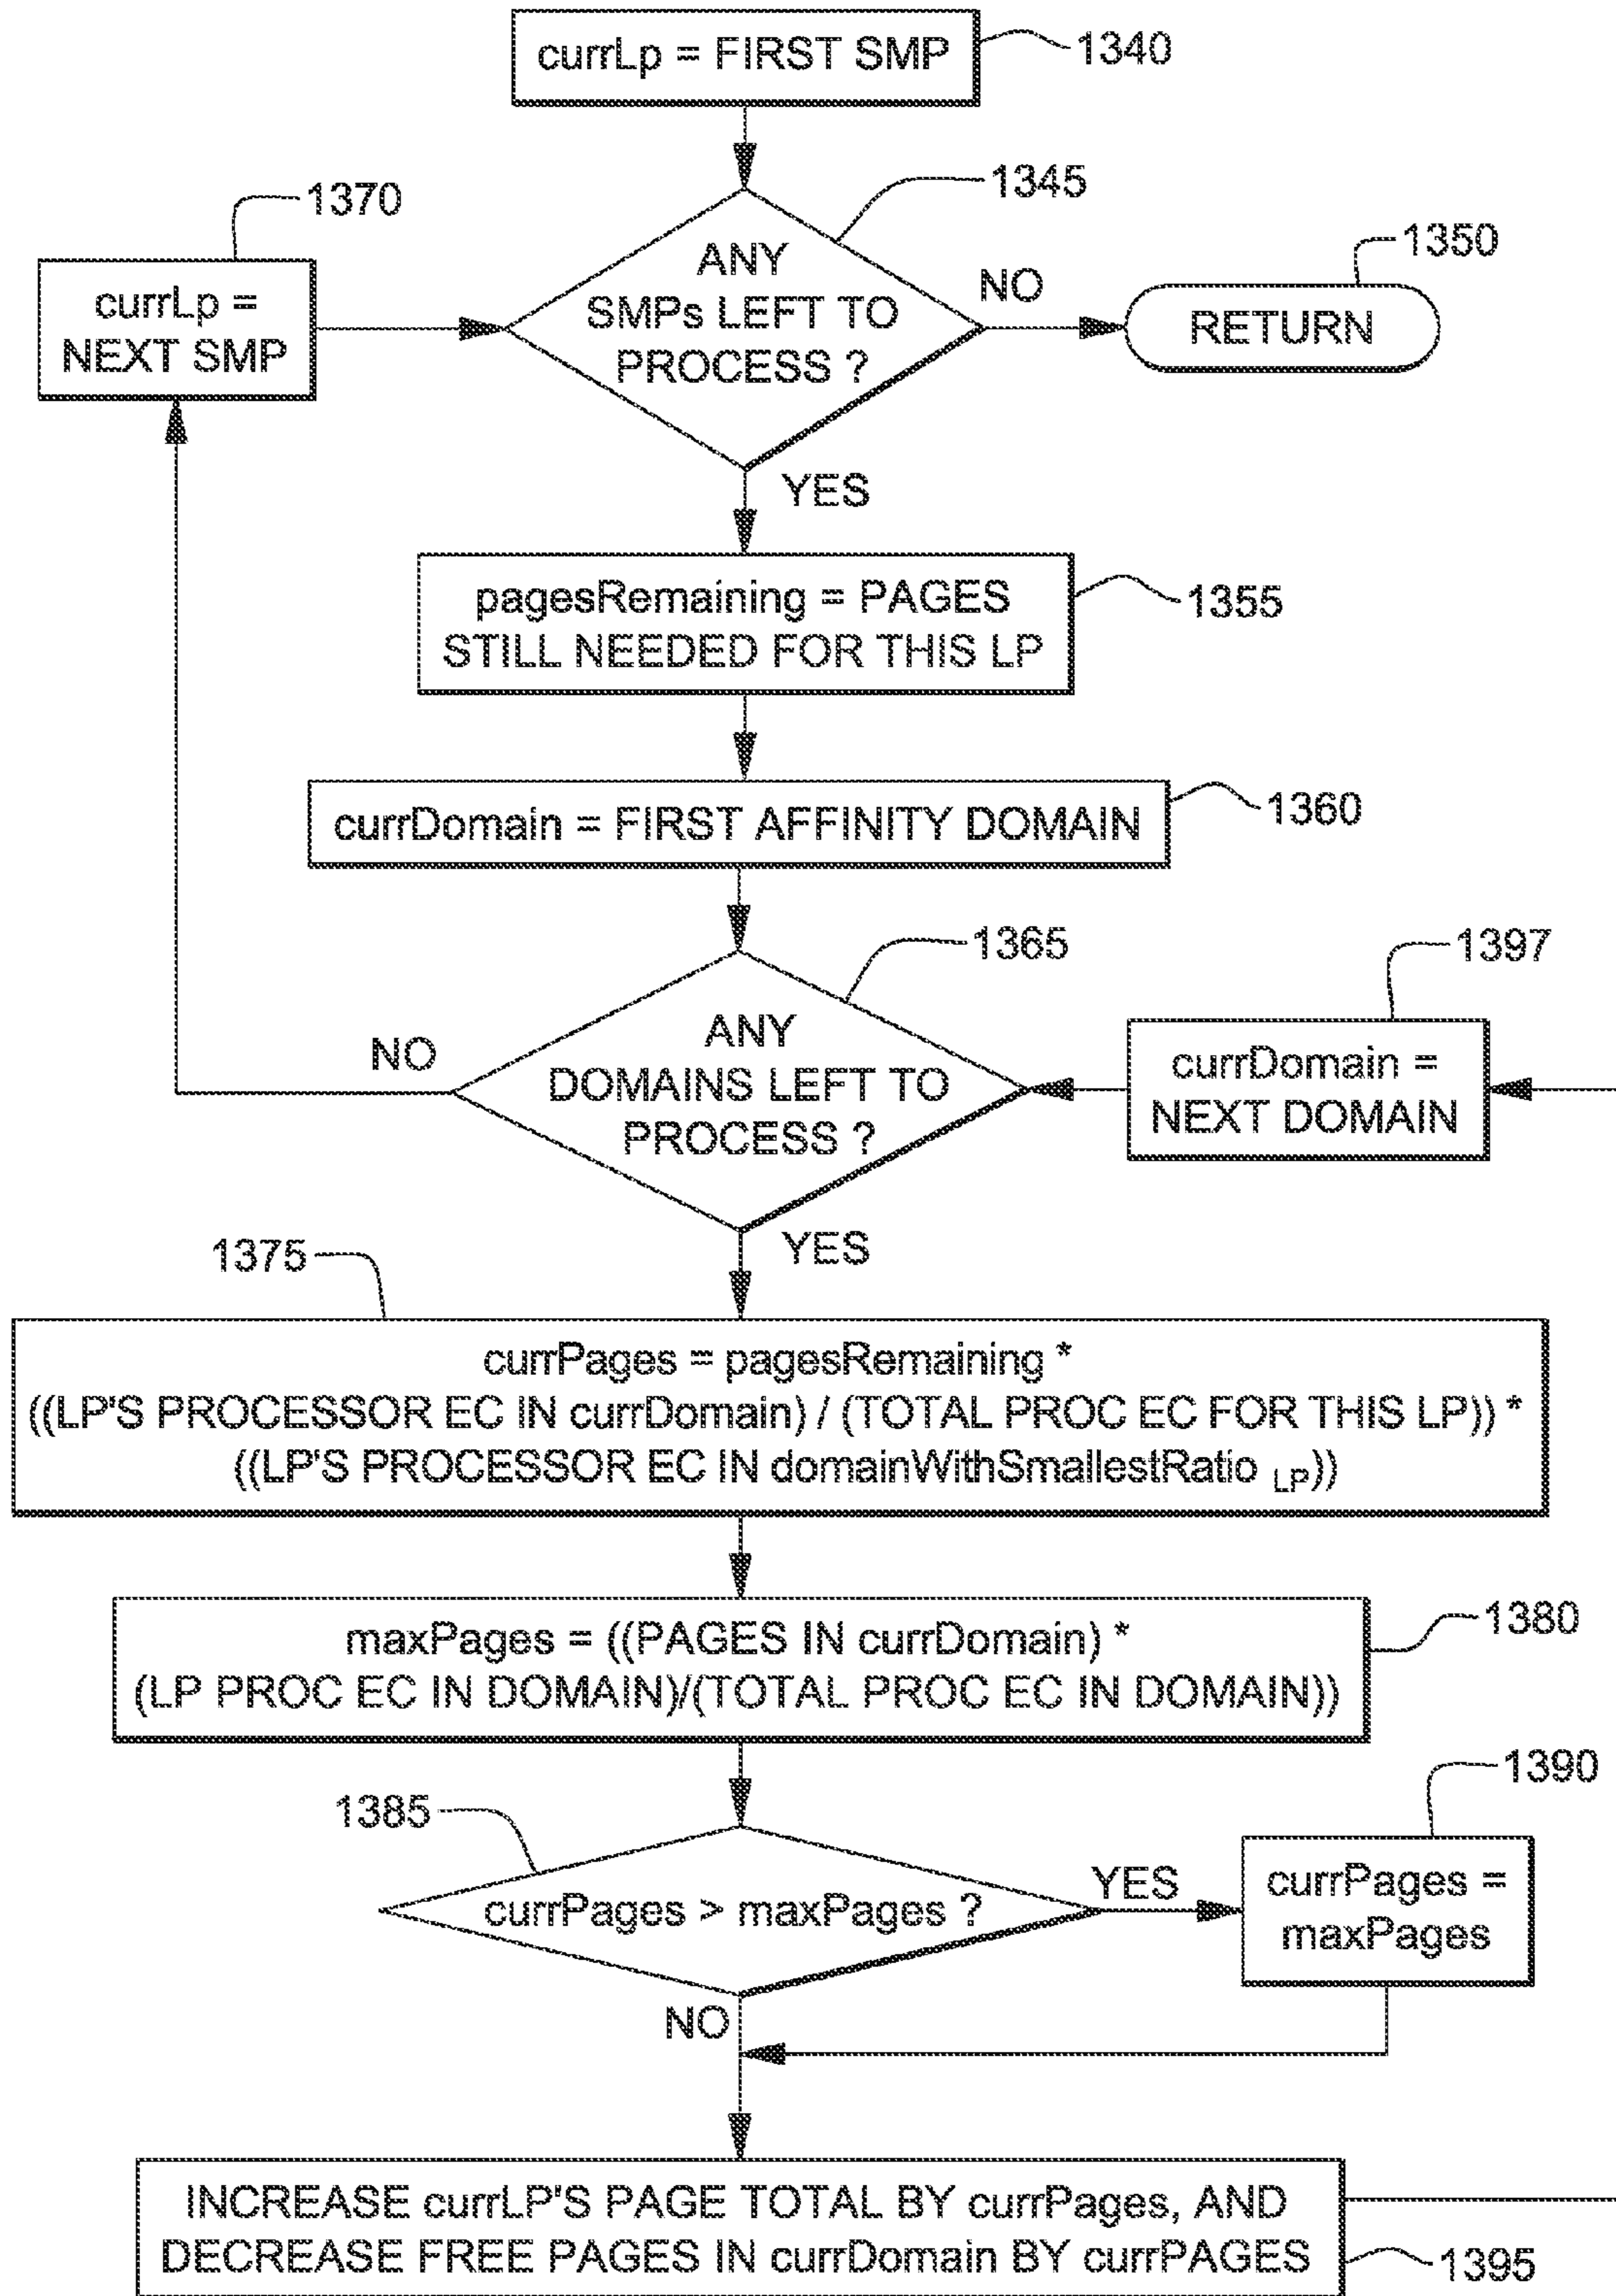 currLp = FIRST SMP
1340
1345
1370
1350
ANY
SMPs LEFT TO
PROCESS ?
NO
RETURN
currLp =
NEXT SMP
YES
pagesRemaining = PAGES
STILL NEEDED FOR THIS LP
1355
currDomain = FIRST AFFINITY DOMAIN
1360
1365
1397
ANY
DOMAINS LEFT TO
PROCESS ?
NO
currDomain =
NEXT DOMAIN
YES
1375
currPages = pagesRemaining *
((LP'S PROCESSOR EC IN currDomain) / (TOTAL PROC EC FOR THIS LP)) *
((LP'S PROCESSOR EC IN domainWithSmallestRatio LP))
maxPages = ((PAGES IN currDomain) *
(LP PROC EC IN DOMAIN)/(TOTAL PROC EC IN DOMAIN))
1380
1385
1390
currPages > maxPages ?
YES
currPages =
maxPages
NO
INCREASE currLP'S PAGE TOTAL BY currPages, AND
DECREASE FREE PAGES IN currDomain BY currPAGES
1395